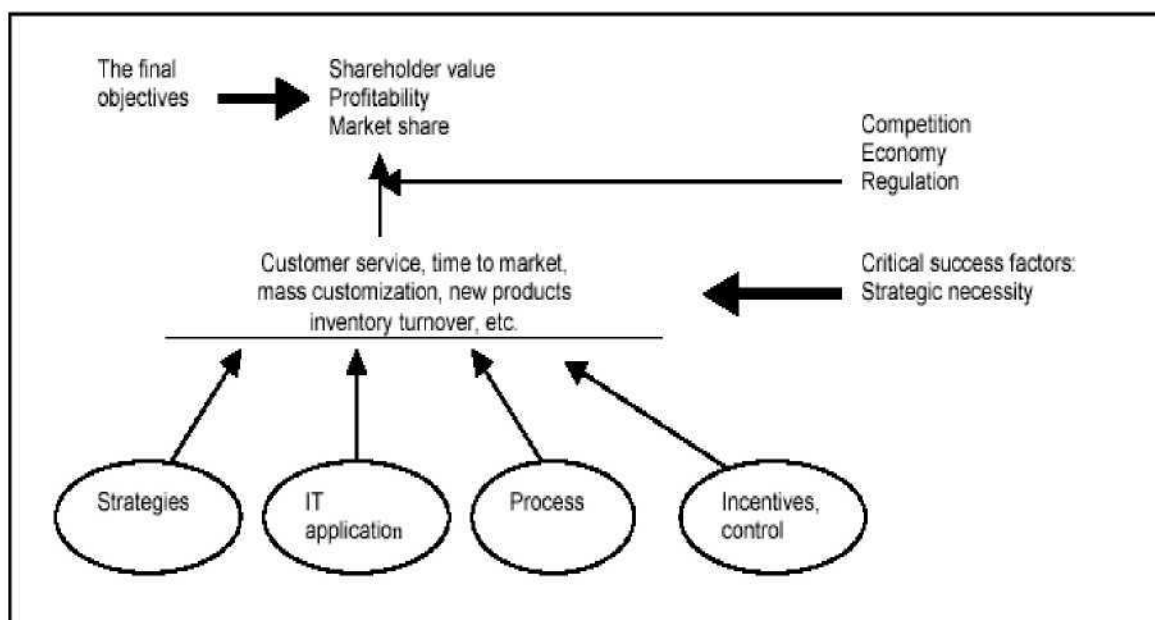 The final
objectives
Shareholder value
Profitability
Market share
Competition
Economy
Regulation
Customer service, time to market,
mass customization, new products
inventory turnover, etc.
Critical success factors:
Strategic necessity
Strategies
IT
application
Process
Incentives,
control